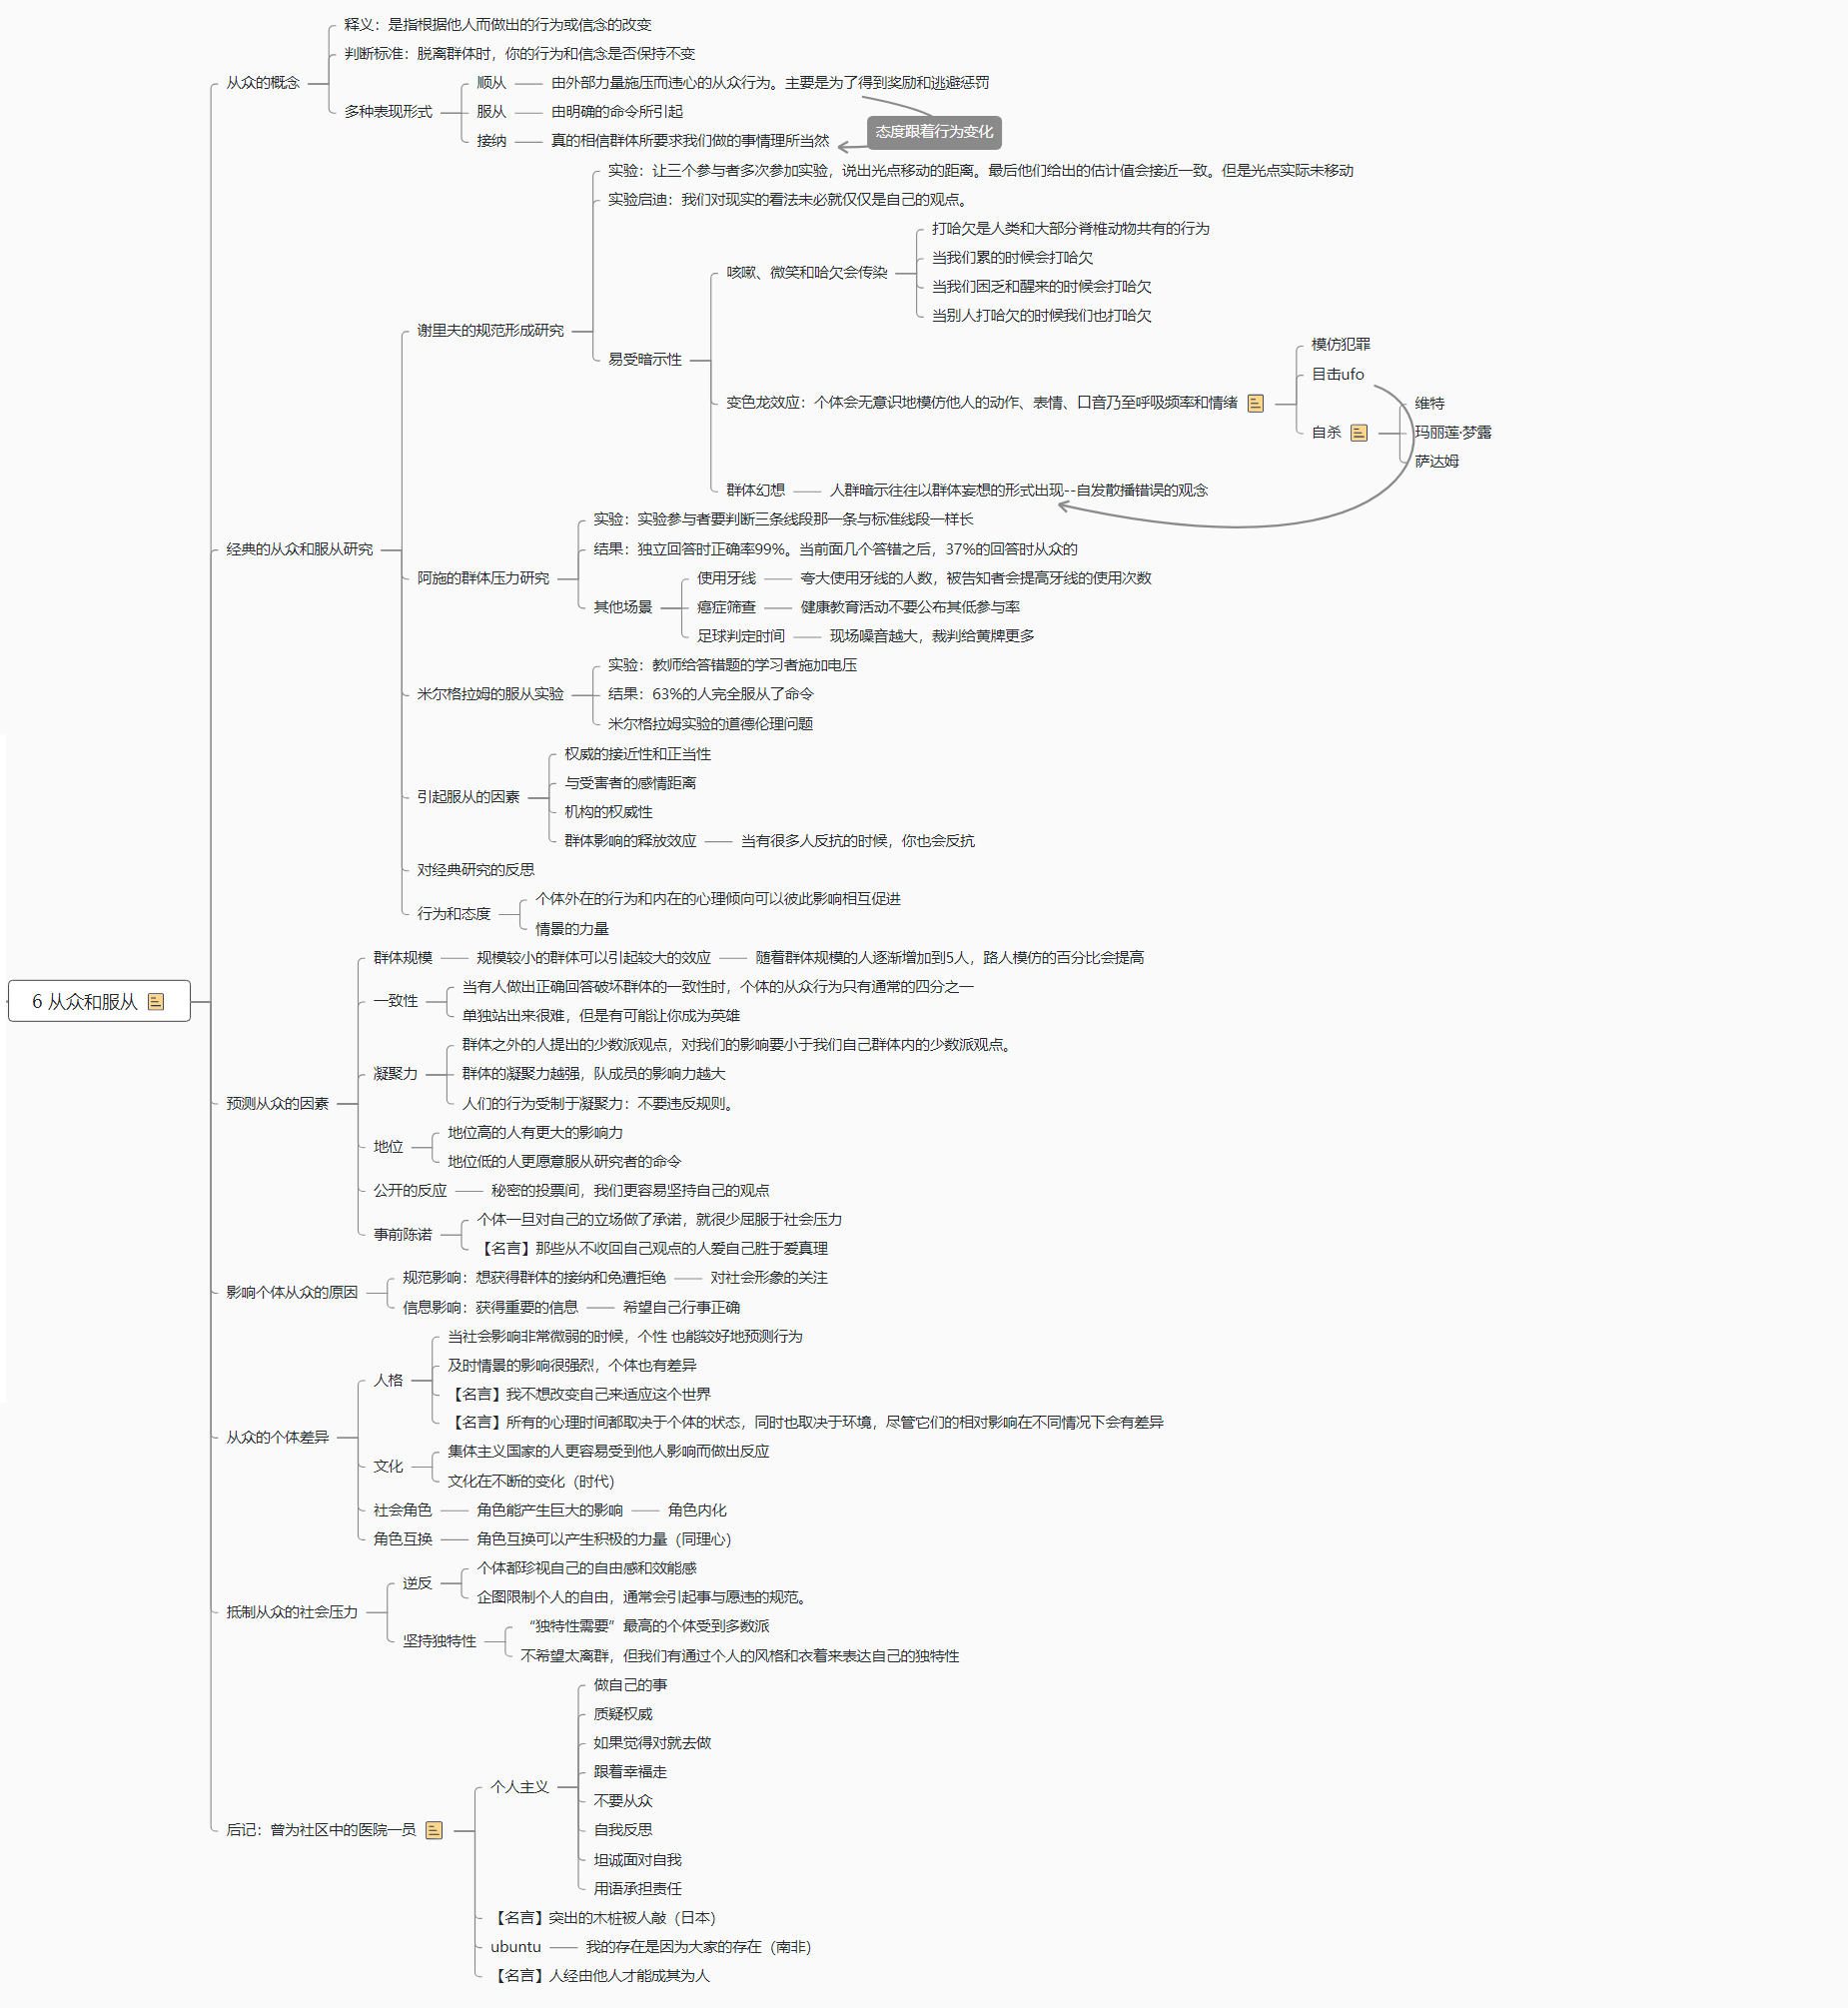 释义：是指根据他人而做出的行为或信念的改变
判断标准：脱离群体时，你的行为和信念是否保持不变
从众的概念
顺从
由外部力量施压而违心的从众行为。主要是为了得到奖励和逃避惩罚
多种表现形式
服从
由明确的命令所引起
态度跟着行为变化
接纳
真的相信群体所要求我们做的事情理所当然
实验：让三个参与者多次参加实验，说出光点移动的距离。最后他们给出的估计值会接近一致。但是光点实际未移动
实验启迪：我们对现实的看法未必就仅仅是自己的观点。
打哈欠是人类和大部分脊椎动物共有的行为
当我们累的时候会打哈欠
咳嗽、微笑和哈欠会传染
当我们困乏和醒来的时候会打哈欠
当别人打哈欠的时候我们也打哈欠
谢里夫的规范形成研究
模仿犯罪
易受暗示性
目击ufo
变色龙效应：个体会无意识地模仿他人的动作、表情、口音乃至呼吸频率和情绪
维特
自杀
玛丽莲·梦露
萨达姆
群体幻想
人群暗示往往以群体妄想的形式出现--自发散播错误的观念
实验：实验参与者要判断三条线段那一条与标准线段一样长
经典的从众和服从研究
结果：独立回答时正确率99%。当前面几个答错之后，37%的回答时从众的
阿施的群体压力研究
使用牙线
夸大使用牙线的人数，被告知者会提高牙线的使用次数
其他场景
癌症筛查
健康教育活动不要公布其低参与率
足球判定时间
现场噪音越大，裁判给黄牌更多
实验：教师给答错题的学习者施加电压
米尔格拉姆的服从实验
结果：63%的人完全服从了命令
米尔格拉姆实验的道德伦理问题
权威的接近性和正当性
与受害者的感情距离
引起服从的因素
机构的权威性
群体影响的释放效应
当有很多人反抗的时候，你也会反抗
对经典研究的反思
个体外在的行为和内在的心理倾向可以彼此影响相互促进
行为和态度
情景的力量
群体规模
规模较小的群体可以引起较大的效应
随着群体规模的人逐渐增加到5人，路人模仿的百分比会提高
6 从众和服从
当有人做出正确回答破坏群体的一致性时，个体的从众行为只有通常的四分之一
一致性
单独站出来很难，但是有可能让你成为英雄
群体之外的人提出的少数派观点，对我们的影响要小于我们自己群体内的少数派观点。
凝聚力
群体的凝聚力越强，队成员的影响力越大
预测从众的因素
人们的行为受制于凝聚力：不要违反规则。
地位高的人有更大的影响力
地位
地位低的人更愿意服从研究者的命令
公开的反应
秘密的投票间，我们更容易坚持自己的观点
个体一旦对自己的立场做了承诺，就很少屈服于社会压力
事前陈诺
【名言】那些从不收回自己观点的人爱自己胜于爱真理
规范影响：想获得群体的接纳和免遭拒绝
对社会形象的关注
影响个体从众的原因
信息影响：获得重要的信息
希望自己行事正确
当社会影响非常微弱的时候，个性 也能较好地预测行为
及时情景的影响很强烈，个体也有差异
人格
【名言】我不想改变自己来适应这个世界
【名言】所有的心理时间都取决于个体的状态，同时也取决于环境，尽管它们的相对影响在不同情况下会有差异
从众的个体差异
集体主义国家的人更容易受到他人影响而做出反应
文化
文化在不断的变化（时代）
社会角色
角色能产生巨大的影响
角色内化
角色互换
角色互换可以产生积极的力量（同理心）
个体都珍视自己的自由感和效能感
逆反
企图限制个人的自由，通常会引起事与愿违的规范。
抵制从众的社会压力
“独特性需要”最高的个体受到多数派
坚持独特性
不希望太离群，但我们有通过个人的风格和衣着来表达自己的独特性
做自己的事
质疑权威
如果觉得对就去做
跟着幸福走
个人主义
不要从众
自我反思
后记：曾为社区中的医院一员
坦诚面对自我
用语承担责任
【名言】突出的木桩被人敲（日本）
ubuntu
我的存在是因为大家的存在（南非）
【名言】人经由他人才能成其为人